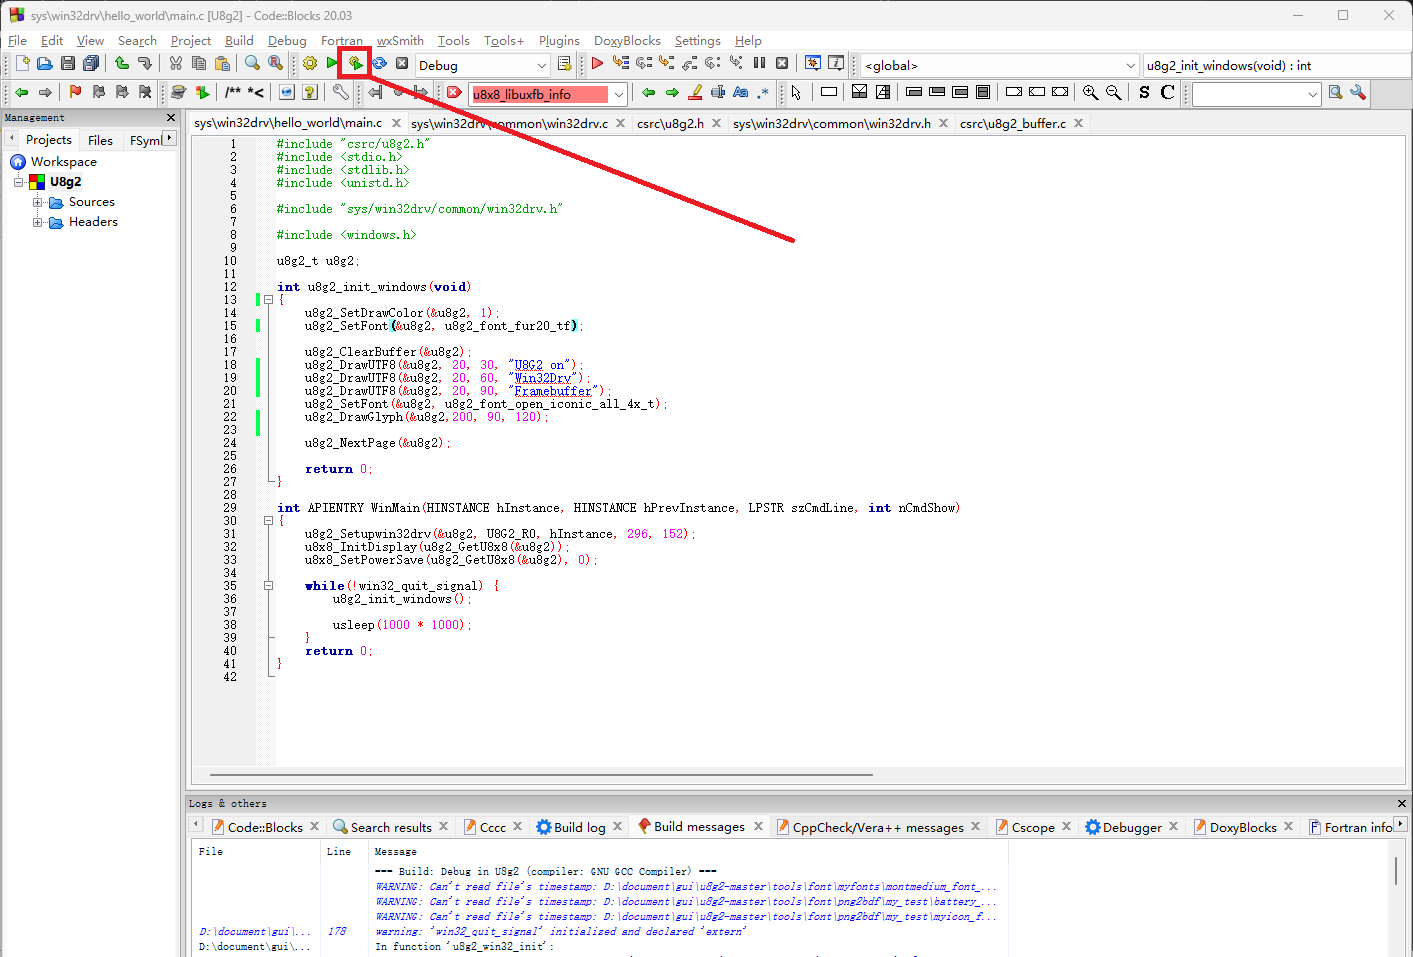 sys\win32drv\hello_world\main.c [U8g2] - Code::Blocks 20.03
File Edit View Search Project Build Debug Fortran wxSmith Tools Tools+ Plugins DoxyBlocks Settings Help
Debug <global> u8g2_init_windows(void) : int
/** *< u8x8_libuxfb_info Aa .* S C
Management
sys\win32drv\hello_world\main.c sys\win32drv\common\win32drv.c csrc\u8g2.h sys\win32drv\common\win32drv.h csrc\u8g2_buffer.c
Projects Files FSyml
Workspace
U8g2
Sources
Headers
1 #include "csrc/u8g2.h"
2 #include <stdio.h>
3 #include <stdlib.h>
4 #include <unistd.h>
5
6 #include "sys/win32drv/common/win32drv.h"
7
8 #include <windows.h>
9
10 u8g2_t u8g2;
11
12 int u8g2_init_windows(void)
13 {
14 u8g2_SetDrawColor(&u8g2, 1);
15 u8g2_SetFont(&u8g2, u8g2_font_fur20_tf);
16
17 u8g2_ClearBuffer(&u8g2);
18 u8g2_DrawUTF8(&u8g2, 20, 30, "U8G2 on");
19 u8g2_DrawUTF8(&u8g2, 20, 60, "Win32Drv");
20 u8g2_DrawUTF8(&u8g2, 20, 90, "Framebuffer");
21 u8g2_SetFont(&u8g2, u8g2_font_open_iconic_all_4x_t);
22 u8g2_DrawGlyph(&u8g2,200, 90, 120);
23
24 u8g2_NextPage(&u8g2);
25
26 return 0;
27 }
28
29 int APIENTRY WinMain(HINSTANCE hInstance, HINSTANCE hPrevInstance, LPSTR szCmdLine, int nCmdShow)
30 {
31 u8g2_Setupwin32drv(&u8g2, U8G2_R0, hInstance, 296, 152);
32 u8x8_InitDisplay(u8g2_GetU8x8(&u8g2));
33 u8x8_SetPowerSave(u8g2_GetU8x8(&u8g2), 0);
34
35 while(!win32_quit_signal) {
36 u8g2_init_windows();
37
38 usleep(1000 * 1000);
39 }
40 return 0;
41 }
42
Logs & others
Code::Blocks Search results Cccc Build log Build messages CppCheck/Vera++ messages Cscope Debugger DoxyBlocks Fortran info
File Line Message
=== Build: Debug in U8g2 (compiler: GNU GCC Compiler) ===
WARNING: Can't read file's timestamp: D:\document\gui\u8g2-master\tools\font\myfonts\montmedium_font_...
WARNING: Can't read file's timestamp: D:\document\gui\u8g2-master\tools\font\png2bdf\my_test\battery_...
WARNING: Can't read file's timestamp: D:\document\gui\u8g2-master\tools\font\png2bdf\my_test\myicon_f...
D:\document\gui\... 178 warning: 'win32_quit_signal' initialized and declared 'extern'
D:\document\gui\... In function 'u8g2_win32_init':